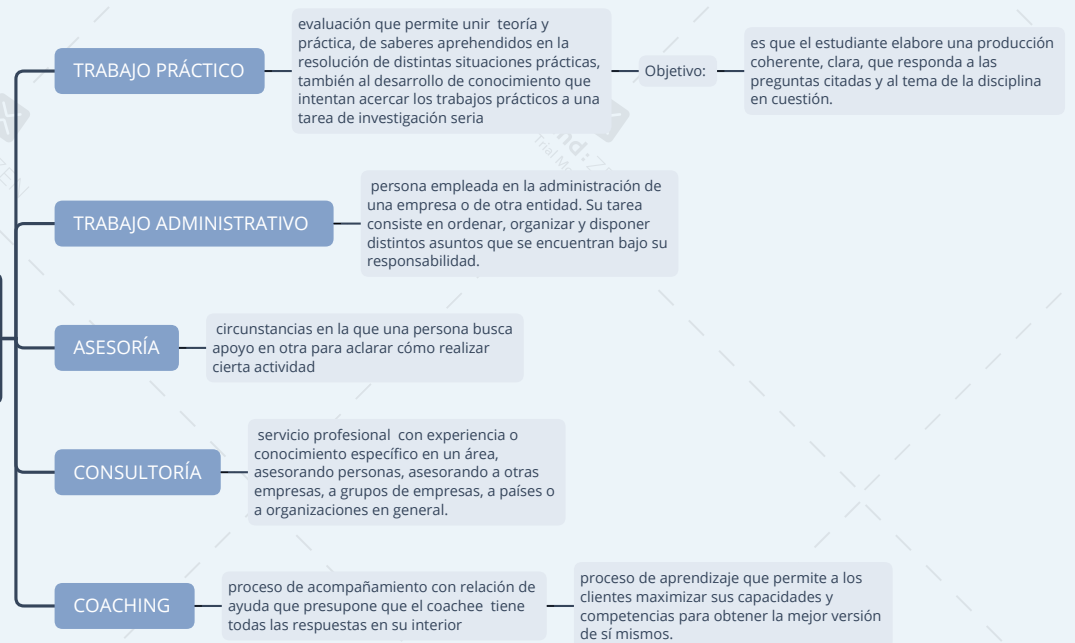 TRABAJO PRÁCTICO
evaluación que permite unir teoría y
práctica, de saberes aprehendidos en la
resolución de distintas situaciones prácticas,
también al desarrollo de conocimiento que
intentan acercar los trabajos prácticos a una
tarea de investigación seria
Objetivo:
es que el estudiante elabore una producción
coherente, clara, que responda a las
preguntas citadas y al tema de la disciplina
en cuestión.
TRABAJO ADMINISTRATIVO
persona empleada en la administración de
una empresa o de otra entidad. Su tarea
consiste en ordenar, organizar y disponer
distintos asuntos que se encuentran bajo su
responsabilidad.
ASESORÍA
circunstancias en la que una persona busca
apoyo en otra para aclarar cómo realizar
cierta actividad
CONSULTORÍA
servicio profesional con experiencia o
conocimiento específico en un área,
asesorando personas, asesorando a otras
empresas, a grupos de empresas, a países o
a organizaciones en general.
COACHING
proceso de acompañamiento con relación de
ayuda que presupone que el coachee tiene
todas las respuestas en su interior
proceso de aprendizaje que permite a los
clientes maximizar sus capacidades y
competencias para obtener la mejor versión
de sí mismos.